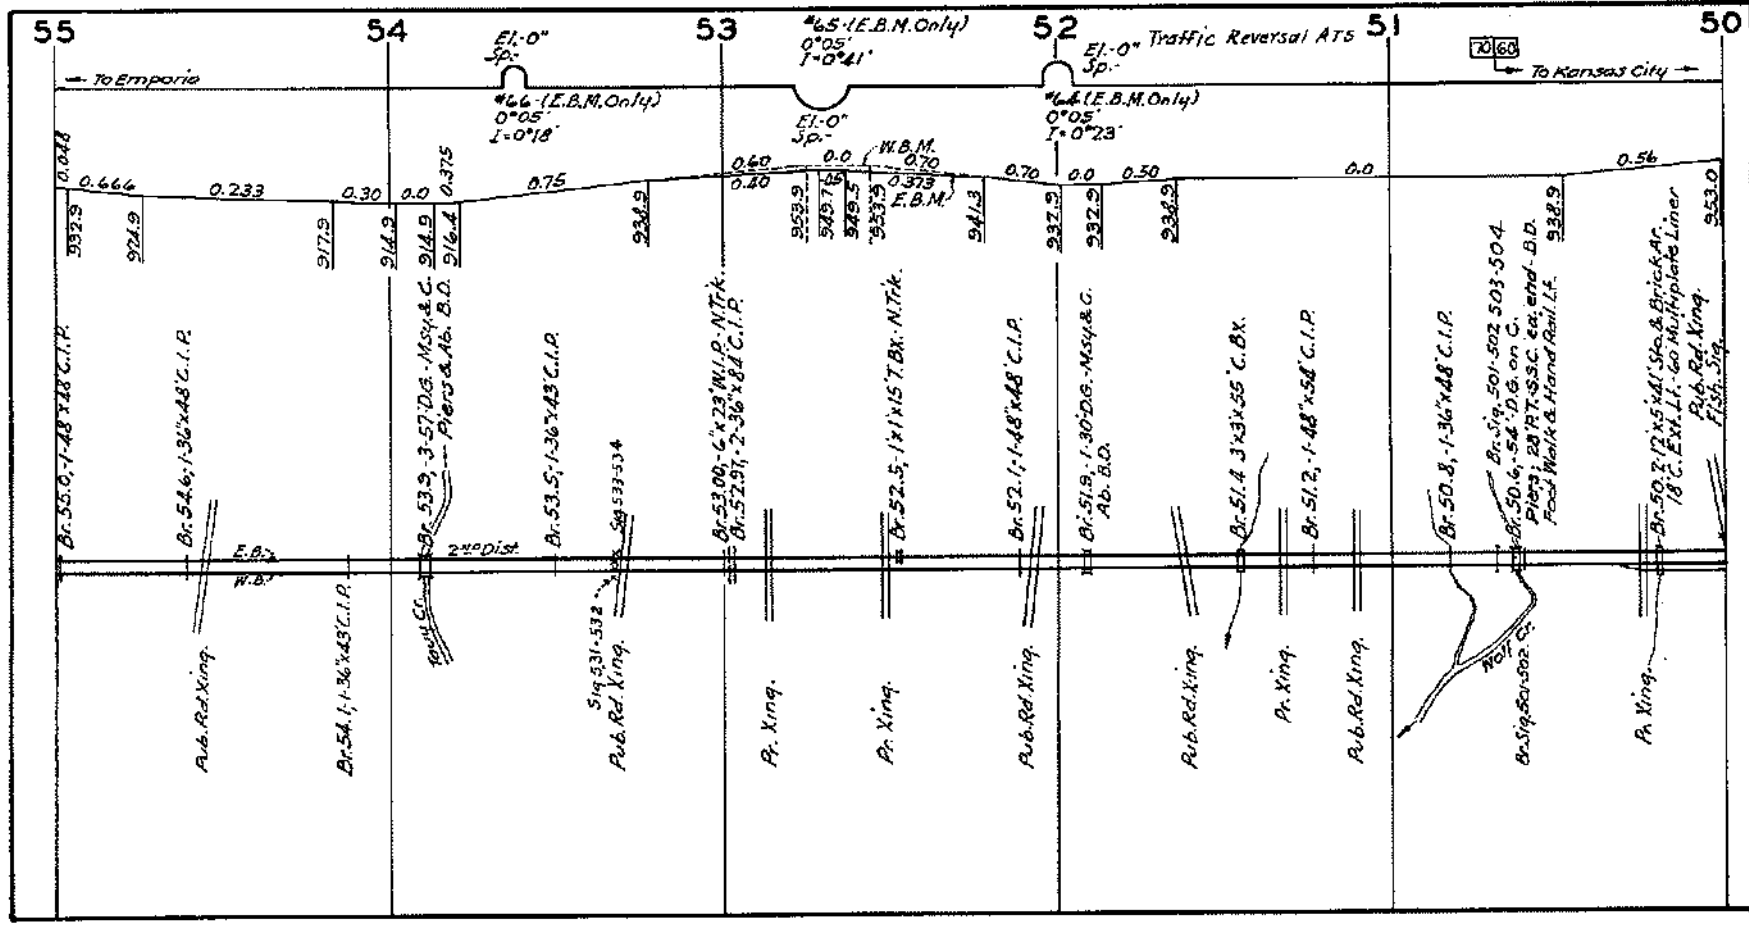 55
54
53
52
51
50
El.-0"
Sp.-
#65-(E.B.M.Only)
0°05'
I=0°41'
El.-0"
Sp.-
Traffic Reversal ATS
70 60
← To Emporia
To Kansas City →
#66-(E.B.M.Only)
0°05'
I=0°18'
El.-0"
Sp.-
#64(E.B.M.Only)
0°05'
I=0°23'
0.048
0.666
0.233
0.30
0.0
0.375
0.75
0.60
0.40
0.0
.05
W.B.M.
0.70
0.373
E.B.M.
0.70
0.0
0.50
0.0
0.56
932.9
924.9
917.9
914.9
914.9
916.4
938.9
953.9
949.7
949.5
953.9
941.3
932.9
932.9
938.9
938.9
953.0
Br.55.0,-1-48"x48'C.I.P.
Br.54.6,-1-36"x48'C.I.P.
Br.53.9,-3-57'D.G.-Msy.& C.
Piers & Ab. B.D.
Br.53.5,-1-36"x43'C.I.P.
Sig 533-534
Br.53.00,-6"x23'W.I.P.-N.Trk.
Br.52.97,-2-36"x84'C.I.P.
Br.52.5,-1'x1'x15'T.Bx.-N.Trk.
Br.52.1,-1-48"x48'C.I.P.
Br.51.9,-1-30'D.G.-Msy.& C.
Ab. B.D.
Br.51.4 3'x3'x55' C.Bx.
Br.51.2,-1-48"x54'C.I.P.
Br.50.8,-1-36"x48'C.I.P.
Br.Sig.501-502 503-504
Br.50.6,-54'-D.G.on C.
Piers; 28'R.T.-S.S.C. ea. end-B.D.
Foot Walk & Hand Rail Lt.
Br.50.2-12'x5'x41'Sto.& Brick Ar.
18'C.Ext.Lt.-60"Multiplate Liner
Pub.Rd.Xing.
Fish.Sig.
E.B.
W.B.
2ND Dist.
Pub.Rd.Xing.
Br.54.1,-1-36"x43'C.I.P.
Tauy Cr.
Sig.531-532
Pub.Rd.Xing.
Pr. Xing.
Pr. Xing.
Pub.Rd.Xing.
Pub.Rd.Xing.
Pr. Xing.
Pub.Rd.Xing.
Wolf Cr.
Br.Sig.501-502
Pr. Xing.